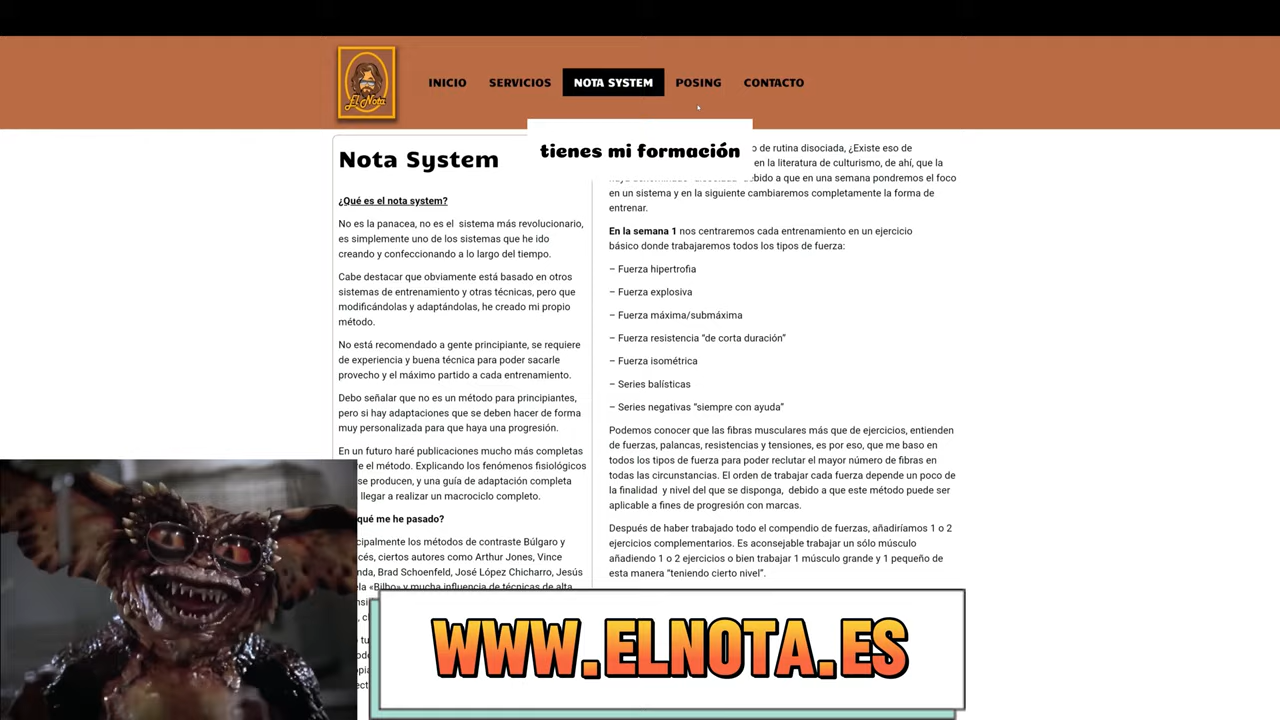 El Nota
INICIO SERVICIOS NOTA SYSTEM POSING CONTACTO
tienes mi formación
Nota System
¿Qué es el nota system?
No es la panacea, no es el sistema más revolucionario,
es simplemente uno de los sistemas que he ido
creando y confeccionando a lo largo del tiempo.
Cabe destacar que obviamente está basado en otros
sistemas de entrenamiento y otras técnicas, pero que
modificándolas y adaptándolas, he creado mi propio
método.
No está recomendado a gente principiante, se requiere
de experiencia y buena técnica para poder sacarle
provecho y el máximo partido a cada entrenamiento.
Debo señalar que no es un método para principiantes,
pero si hay adaptaciones que se deben hacer de forma
muy personalizada para que haya una progresión.
En un futuro haré publicaciones mucho más completas
el método. Explicando los fenómenos fisiológicos
se producen, y una guía de adaptación completa
llegar a realizar un macrociclo completo.
qué me he pasado?
los métodos de contraste Búlgaro y
ciertos autores como Arthur Jones, Vince
Brad Schoenfeld, José López Chicharro, Jesús
«Bilbo» y mucha influencia de técnicas de alta
o de rutina disociada, ¿Existe eso de
en la literatura de culturismo, de ahí, que la
debido a que en una semana pondremos el foco
en un sistema y en la siguiente cambiaremos completamente la forma de
entrenar.
En la semana 1 nos centraremos cada entrenamiento en un ejercicio
básico donde trabajaremos todos los tipos de fuerza:
– Fuerza hipertrofia
– Fuerza explosiva
– Fuerza máxima/submáxima
– Fuerza resistencia “de corta duración”
– Fuerza isométrica
– Series balísticas
– Series negativas “siempre con ayuda”
Podemos conocer que las fibras musculares más que de ejercicios, entienden
de fuerzas, palancas, resistencias y tensiones, es por eso, que me baso en
todos los tipos de fuerza para poder reclutar el mayor número de fibras en
todas las circunstancias. El orden de trabajar cada fuerza depende un poco de
la finalidad y nivel del que se disponga, debido a que este método puede ser
aplicable a fines de progresión con marcas.
Después de haber trabajado todo el compendio de fuerzas, añadiríamos 1 o 2
ejercicios complementarios. Es aconsejable trabajar un sólo músculo
añadiendo 1 o 2 ejercicios o bien trabajar 1 músculo grande y 1 pequeño de
esta manera “teniendo cierto nivel”.
WWW.ELNOTA.ES